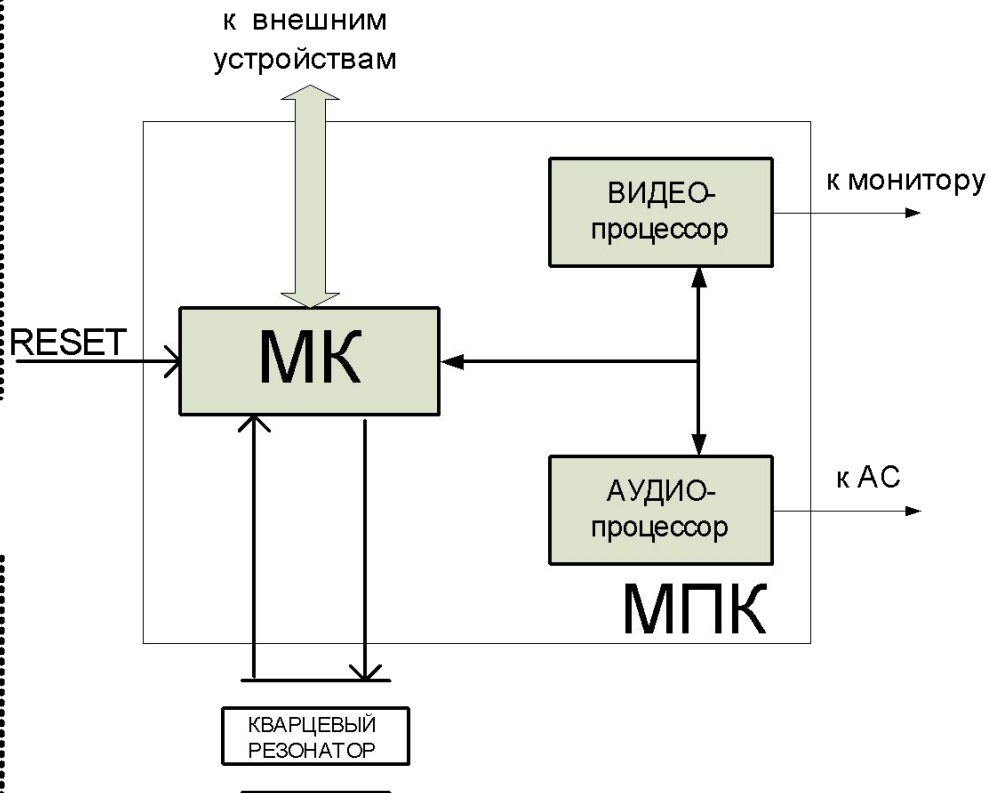 к внешним
устройствам
ВИДЕО-
процессор
к монитору
RESET
МК
АУДИО-
процессор
к АС
МПК
КВАРЦЕВЫЙ
РЕЗОНАТОР